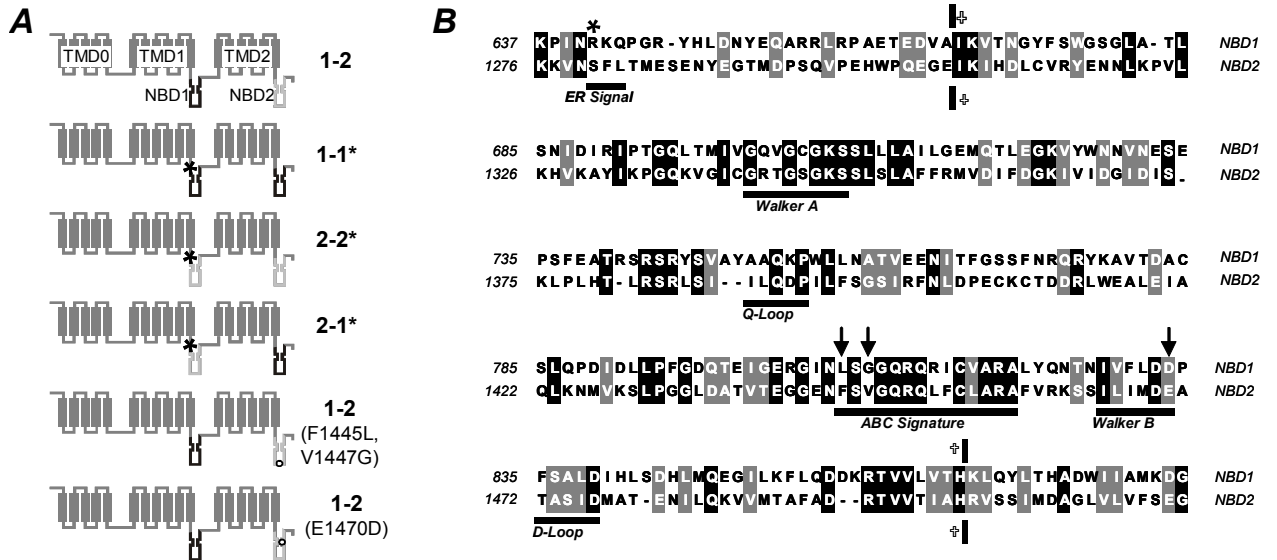 A
TMD0 TMD1 TMD2
1-2
NBD1 NBD2
1-1*
*
2-2*
*
2-1*
*
1-2
(F1445L,
V1447G)
1-2
(E1470D)
B
*
637 KPINRKQPGR-YHLDNYEQARRLRPAETEDVAIKVTNGYFSWGSGLA-TL NBD1
1276 KKVNSFLTMESENYEGTMDPSQVPEHWPQEGEIKIHDLCVRYENNLKPVL NBD2
ER Signal
685 SNIDIRIPTGQLTMIVGQVGCGKSSLLLAILGEMQTLEGKVYWNNVNESE NBD1
1326 KHVKAYIKPGQKVGICGRTGSGKSSLSLAFFRMVDIFDGKIVIDGIDIS- NBD2
Walker A
735 PSFEATRSRSRYSVAYAAQKPWLLNATVEENITFGSSFNRQRYKAVTDAC NBD1
1375 KLPLHT-LRSRLSI--ILQDPILFSGSIRFNLDPECKCTDDRLWEALEIA NBD2
Q-Loop
785 SLQPDIDLLPFGDQTEIGERGINLSGGQRQRICVARALYQNTNIVFLDDP NBD1
1422 QLKNMVKSLPGGLDATVTEGGENFSVGQRQLFCLARAFVRKSSILIMDEA NBD2
ABC Signature Walker B
835 FSALDIHLSDHLMQEGILKFLQDDKRTVVLVTHKLQYLTHADWIIAMKDG NBD1
1472 TASIDMAT-ENILQKVVMTAFAD--RTVVTIAHRVSSIMDAGLVLVFSEG NBD2
D-Loop